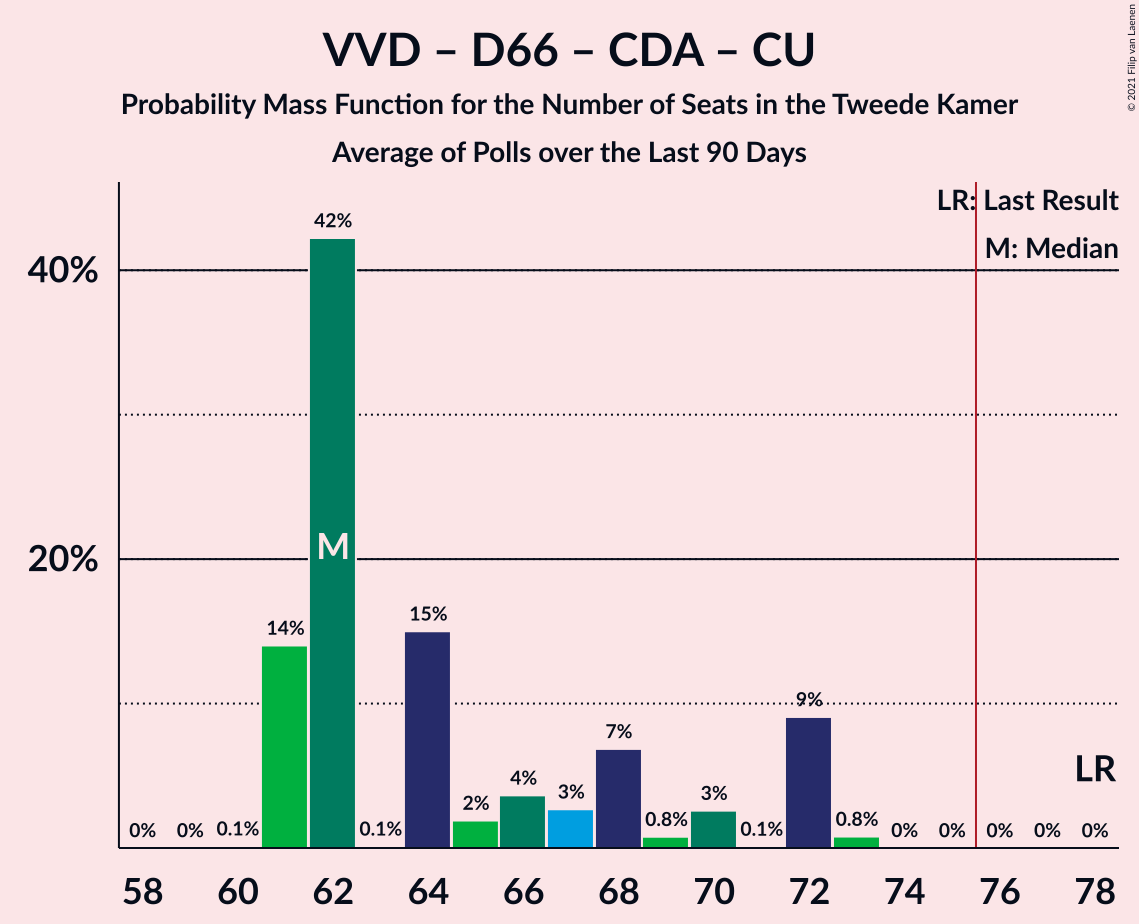 VVD – D66 – CDA – CU
Probability Mass Function for the Number of Seats in the Tweede Kamer
Average of Polls over the Last 90 Days
© 2021 Filip van Laenen
LR: Last Result
M: Median
42%
40%
M
20%
15%
14%
9%
7%
LR
4%
3%
3%
2%
0.8%
0.8%
0% 0% 0.1% 0.1% 0.1% 0% 0% 0% 0% 0%
58 60 62 64 66 68 70 72 74 76 78